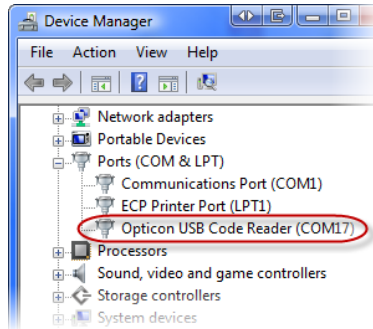 Device Manager
File Action View Help
Network adapters
Portable Devices
Ports (COM & LPT)
Communications Port (COM1)
ECP Printer Port (LPT1)
Opticon USB Code Reader (COM17)
Processors
Sound, video and game controllers
Storage controllers
System devices